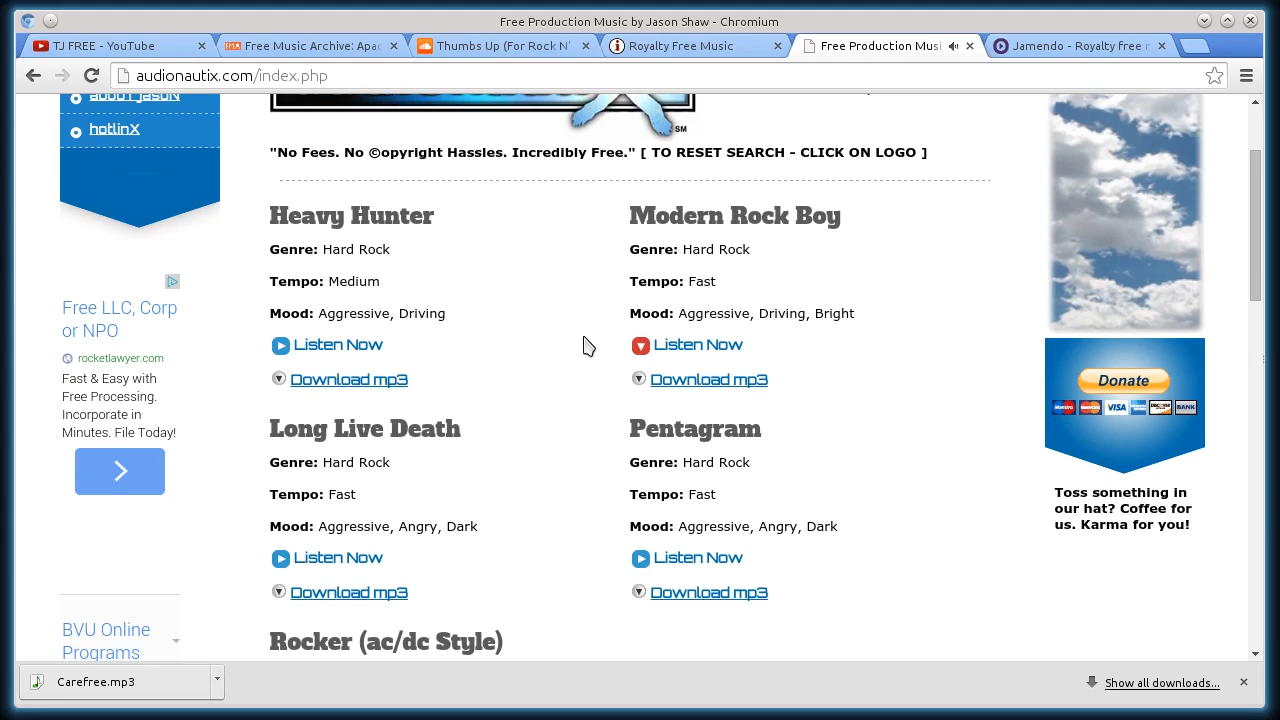 Free Production Music by Jason Shaw - Chromium
TJ FREE - YouTube
Free Music Archive: Apac
Thumbs Up (For Rock N'
Royalty Free Music
Free Production Musi
Jamendo - Royalty Free r
audionautix.com/index.php
about jason
hotlinX
SM
"No Fees. No ©opyright Hassles. Incredibly Free." [ TO RESET SEARCH - CLICK ON LOGO ]
Heavy Hunter
Genre: Hard Rock
Tempo: Medium
Mood: Aggressive, Driving
Listen Now
Download mp3
Modern Rock Boy
Genre: Hard Rock
Tempo: Fast
Mood: Aggressive, Driving, Bright
Listen Now
Download mp3
Long Live Death
Genre: Hard Rock
Tempo: Fast
Mood: Aggressive, Angry, Dark
Listen Now
Download mp3
Pentagram
Genre: Hard Rock
Tempo: Fast
Mood: Aggressive, Angry, Dark
Listen Now
Download mp3
Rocker (ac/dc Style)
Free LLC, Corp
or NPO
rocketlawyer.com
Fast & Easy with
Free Processing.
Incorporate in
Minutes. File Today!
BVU Online
Programs
Donate
VISA
BANK
Toss something in
our hat? Coffee for
us. Karma for you!
CareFree.mp3
Show all downloads...